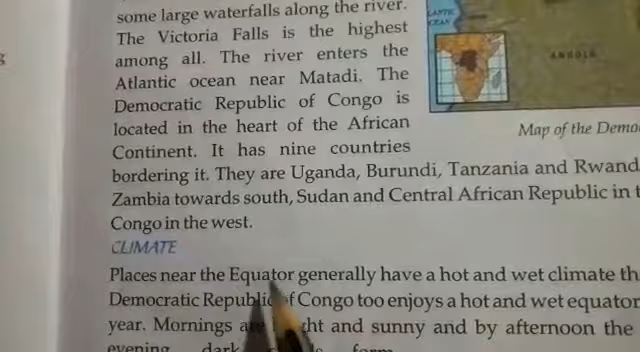 some large waterfalls along the river.
The Victoria Falls is the highest
among all. The river enters the
Atlantic ocean near Matadi. The
Democratic Republic of Congo is
located in the heart of the African
Continent. It has nine countries
bordering it. They are Uganda, Burundi, Tanzania and Rwand
Zambia towards south, Sudan and Central African Republic in t
Congo in the west.
OCEAN
ANGOLA
Map of the Demo
CLIMATE
Places near the Equator generally have a hot and wet climate th
Democratic Republic of Congo too enjoys a hot and wet equator
year. Mornings and sunny and by afternoon the
evening dark